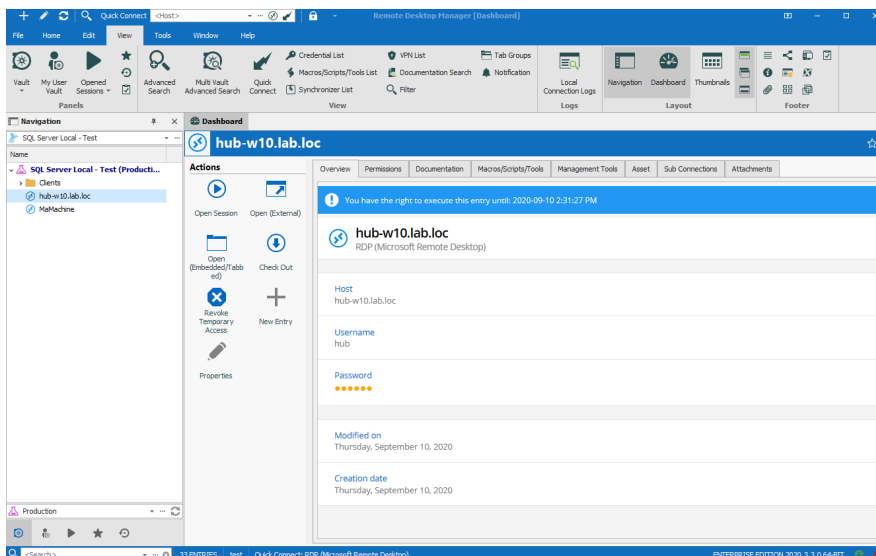 Quick Connect <Host>
Remote Desktop Manager [Dashboard]
File Home Edit View Tools Window Help
Vault
My User Vault
Opened Sessions
Panels
Advanced Search
Multi Vault Advanced Search
Quick Connect
Credential List
Macros/Scripts/Tools List
Synchronizer List
VPN List
Documentation Search
Filter
Tab Groups
Notification
View
Local Connection Logs
Logs
Navigation
Dashboard
Thumbnails
Layout
Footer
Navigation
Dashboard
SQL Server Local - Test
hub-w10.lab.loc
Name
SQL Server Local - Test (Producti...
Clients
hub-w10.lab.loc
MaMachine
Actions
Open Session
Open (External)
Open
(Embedded/Tabb
ed)
Check Out
Revoke
Temporary
Access
New Entry
Properties
Overview Permissions Documentation Macros/Scripts/Tools Management Tools Asset Sub Connections Attachments
You have the right to execute this entry until: 2020-09-10 2:31:27 PM
hub-w10.lab.loc
RDP (Microsoft Remote Desktop)
Host
hub-w10.lab.loc
Username
hub
Password
●●●●●●
Modified on
Thursday, September 10, 2020
Creation date
Thursday, September 10, 2020
Production
<Search>
33 ENTRIES test Quick Connect: RDP (Microsoft Remote Desktop)
ENTERPRISE EDITION 2020.3.3.0 64-BIT